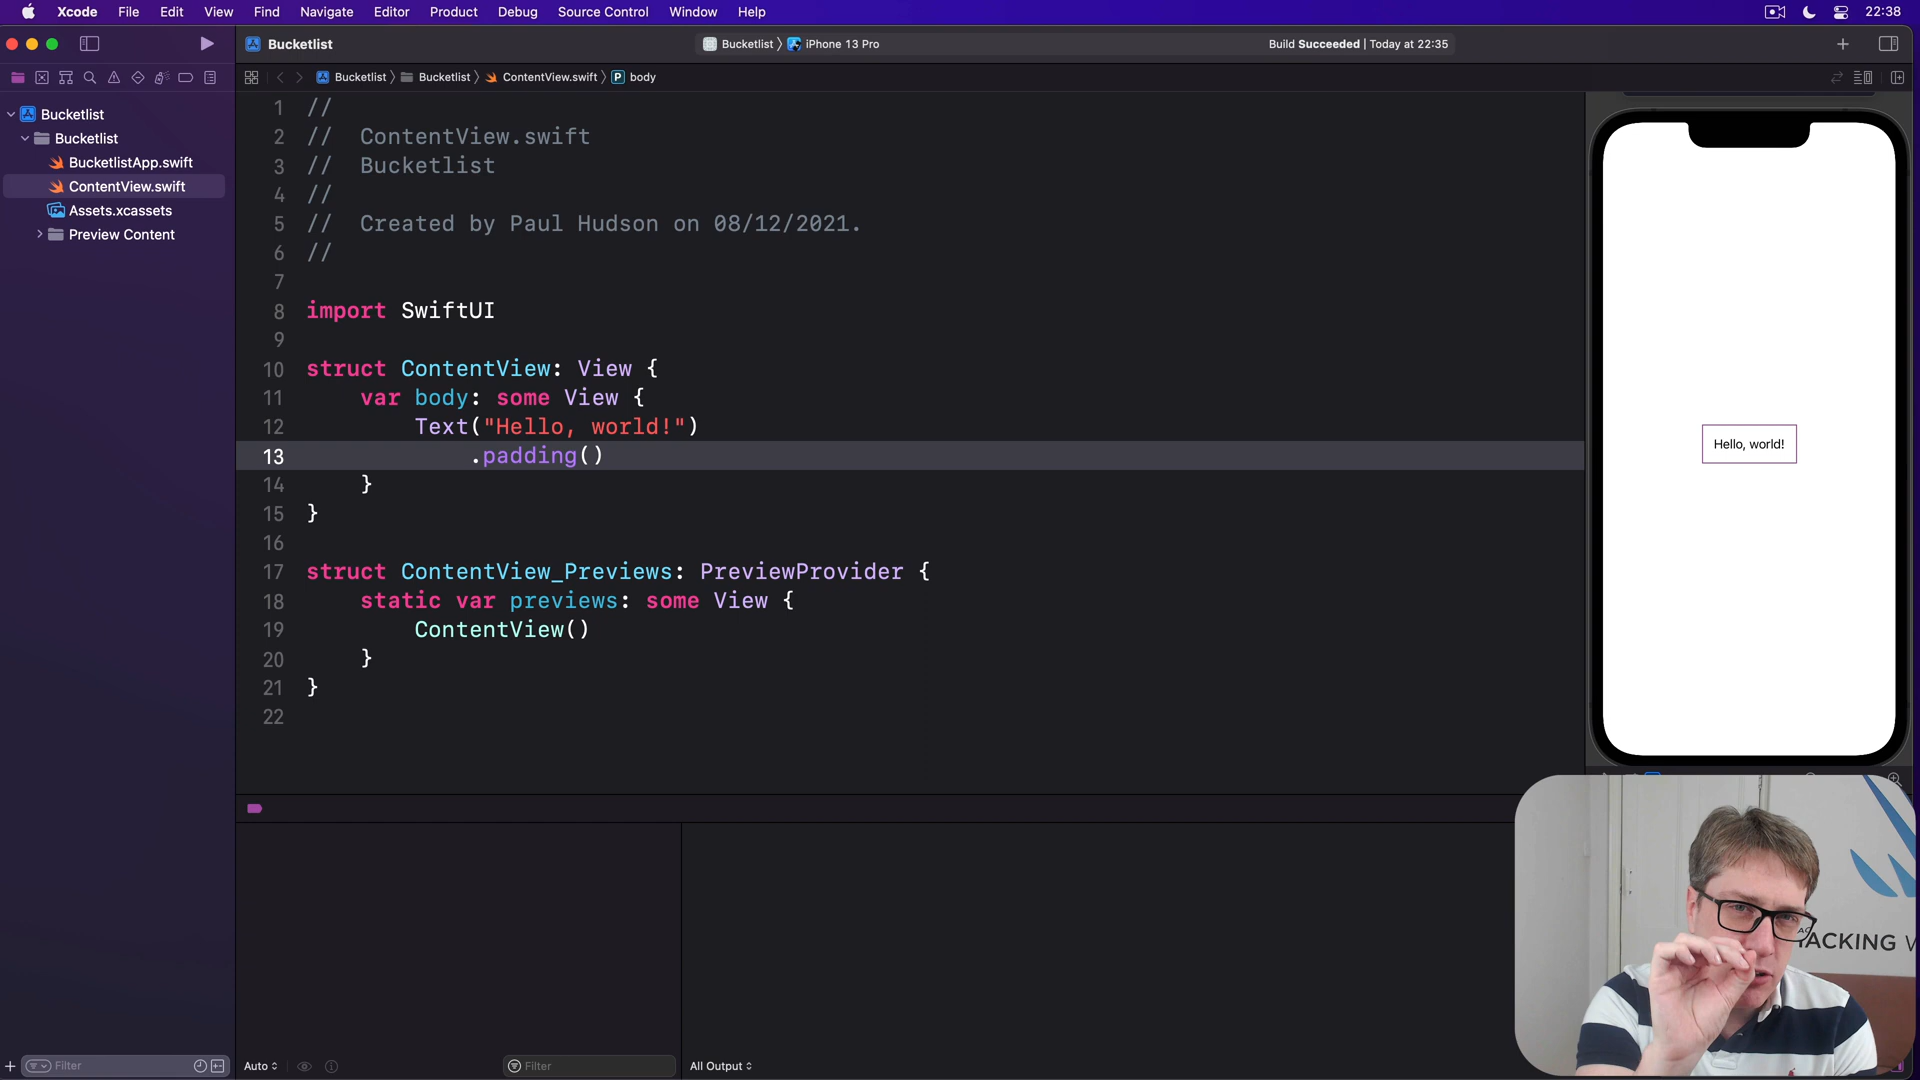 Xcode File Edit View Find Navigate Editor Product Debug Source Control Window Help 22:38
Bucketlist Bucketlist iPhone 13 Pro Build Succeeded | Today at 22:35
Bucketlist Bucketlist ContentView.swift P body
Bucketlist
Bucketlist
BucketlistApp.swift
ContentView.swift
Assets.xcassets
Preview Content
1 //
2 // ContentView.swift
3 // Bucketlist
4 //
5 // Created by Paul Hudson on 08/12/2021.
6 //
7
8 import SwiftUI
9
10 struct ContentView: View {
11 var body: some View {
12 Text("Hello, world!")
13 .padding()
14 }
15 }
16
17 struct ContentView_Previews: PreviewProvider {
18 static var previews: some View {
19 ContentView()
20 }
21 }
22
Hello, world!
HACKING W
Filter Auto Filter All Output